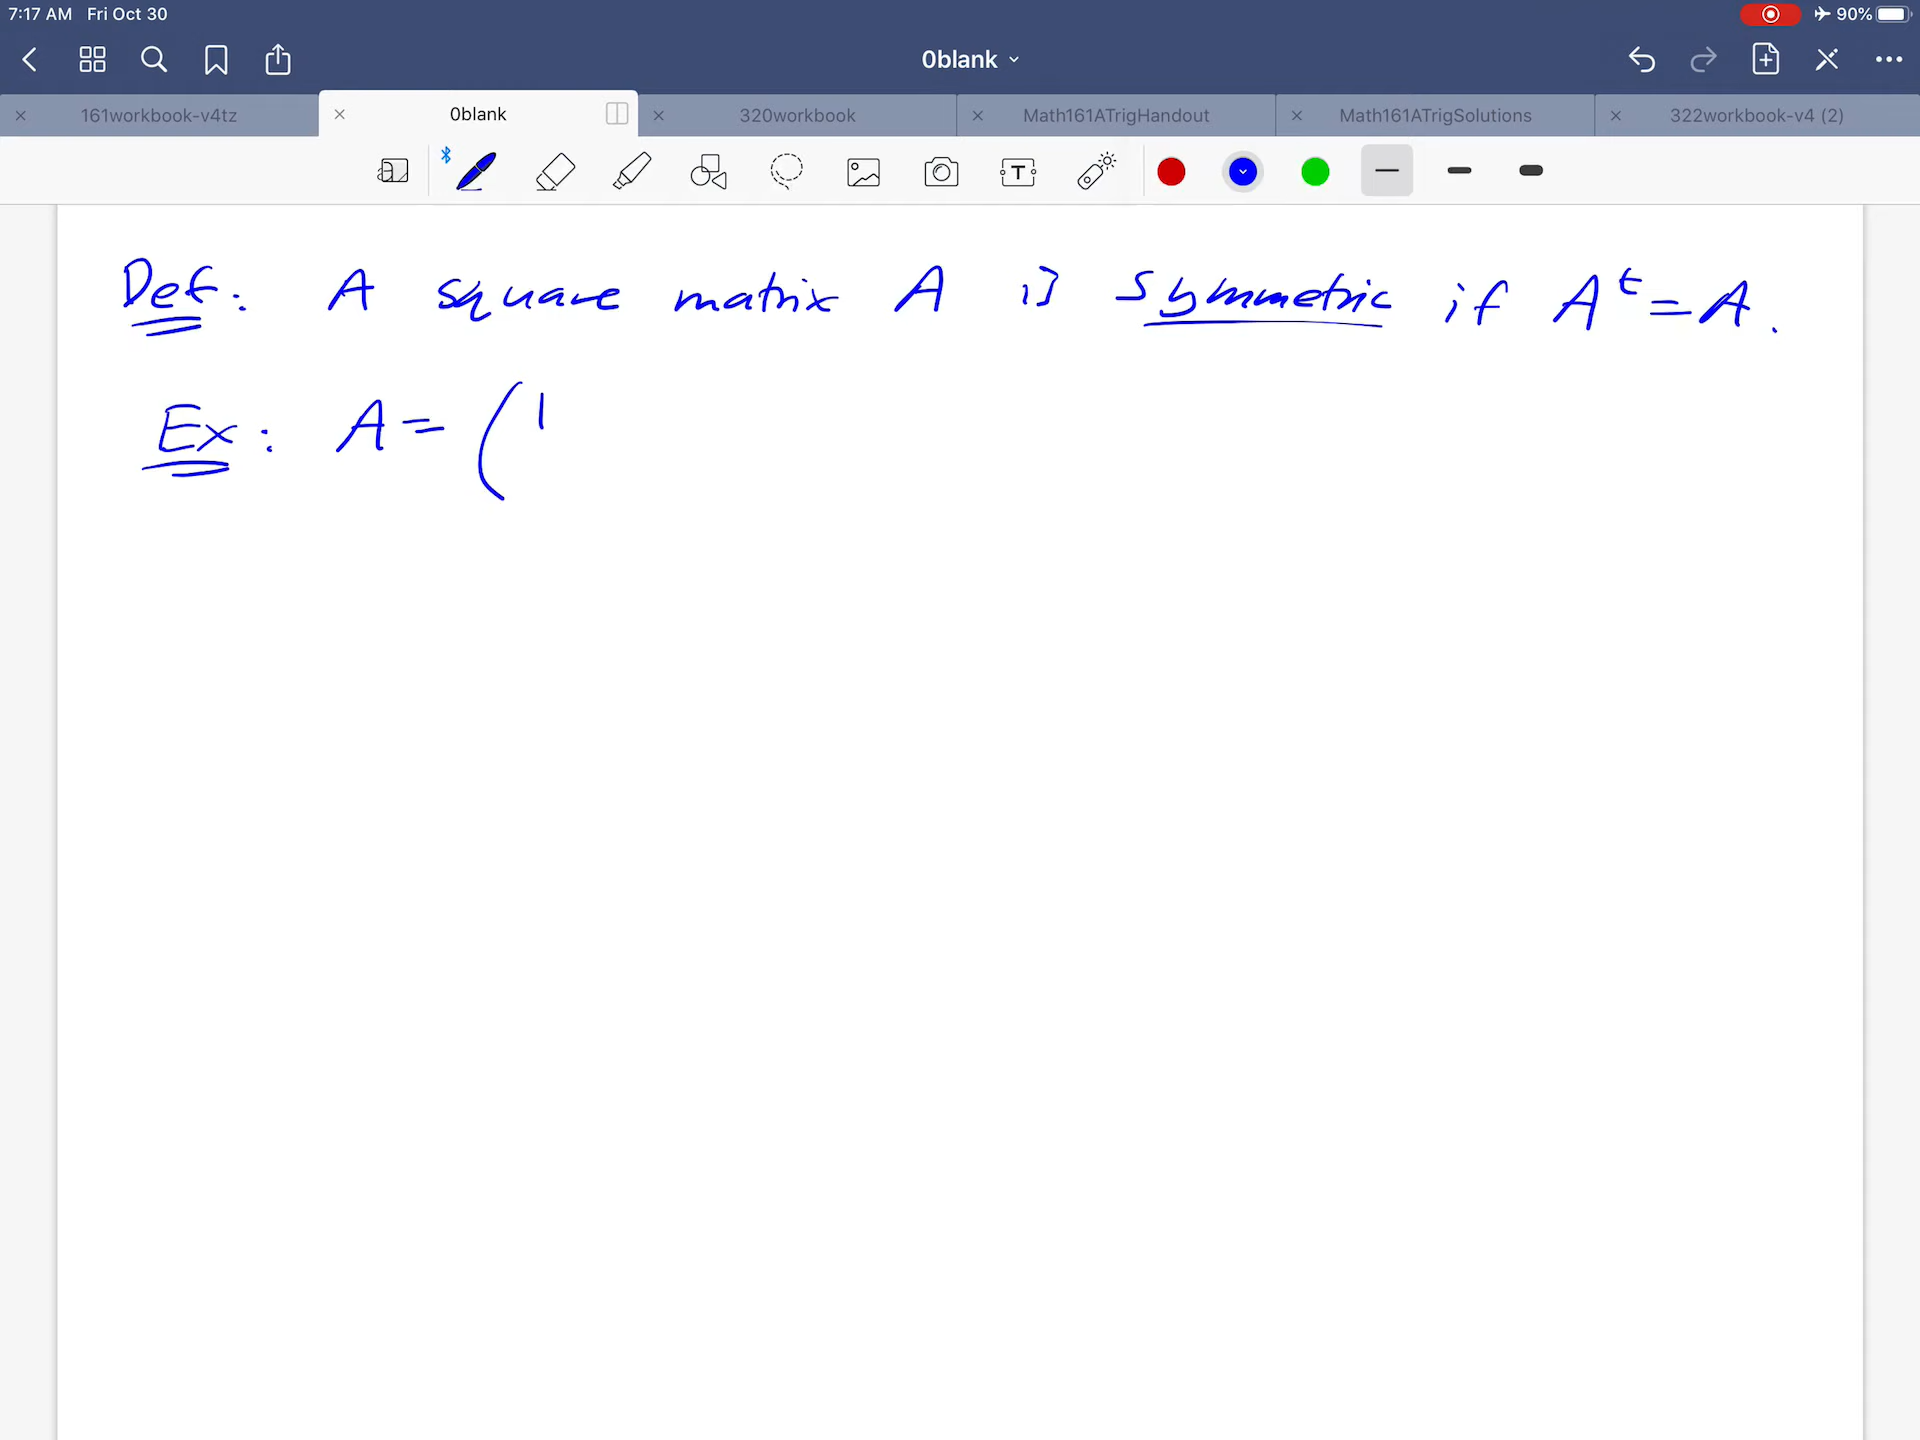 7:17 AM Fri Oct 30 90%
0blank
161workbook-v4tz 0blank 320workbook Math161ATrigHandout Math161ATrigSolutions 322workbook-v4 (2)
Def: A square matrix A is symmetric if Aᵗ = A.
Ex: A = ( 1